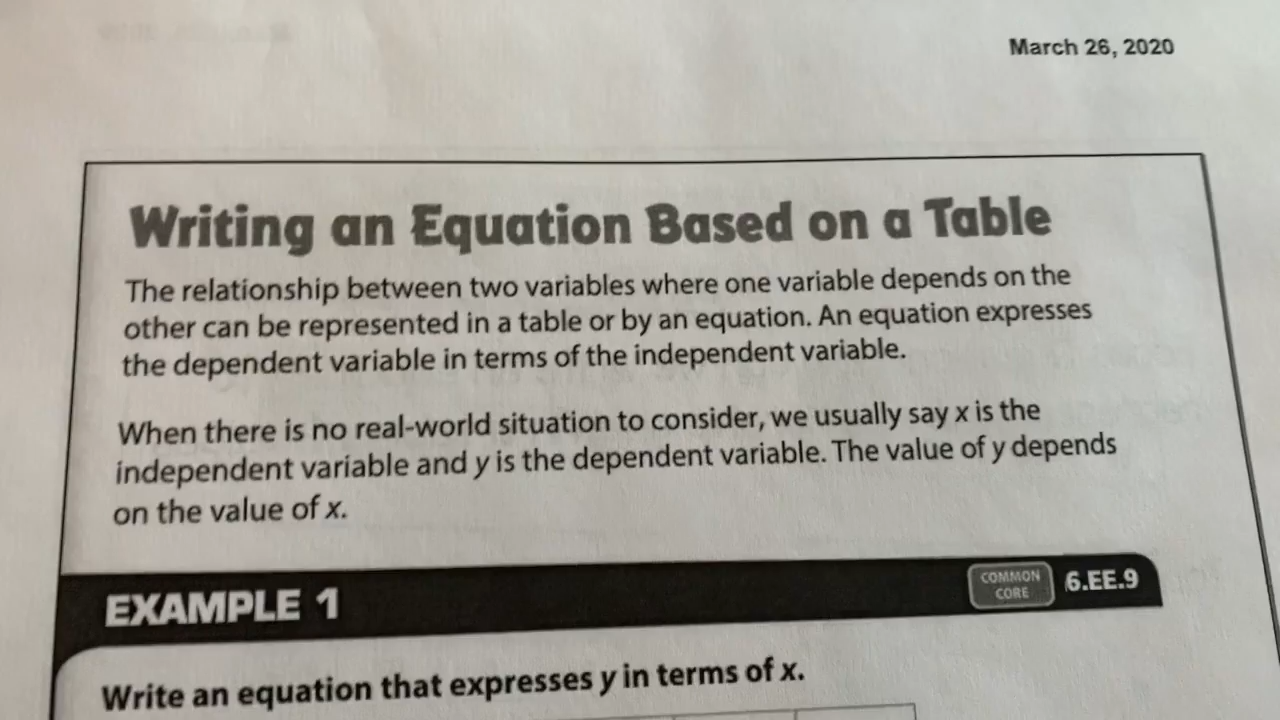 March 26, 2020
Writing an Equation Based on a Table
The relationship between two variables where one variable depends on the
other can be represented in a table or by an equation. An equation expresses
the dependent variable in terms of the independent variable.
When there is no real-world situation to consider, we usually say x is the
independent variable and y is the dependent variable. The value of y depends
on the value of x.
EXAMPLE 1
COMMON
CORE
6.EE.9
Write an equation that expresses y in terms of x.